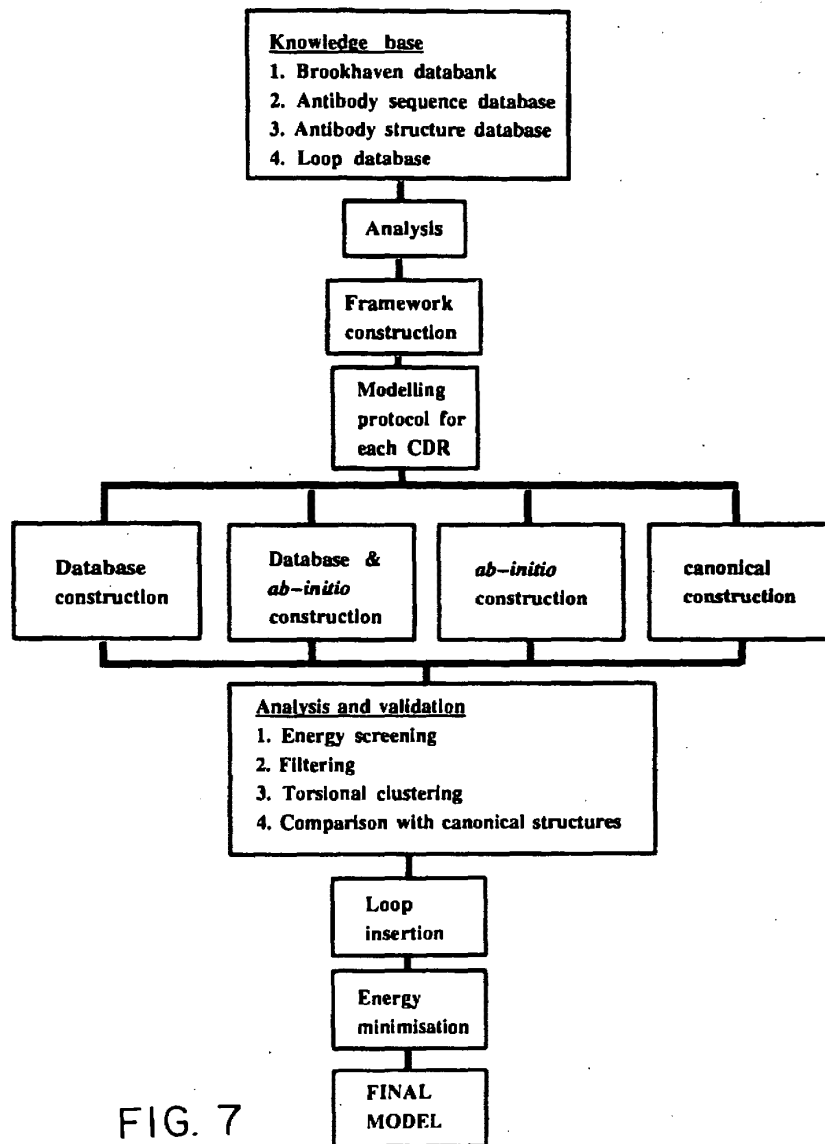 Knowledge base
1. Brookhaven databank
2. Antibody sequence database
3. Antibody structure database
4. Loop database
Analysis
Framework
construction
Modelling
protocol for
each CDR
Database
construction
Database &
ab-initio
construction
ab-initio
construction
canonical
construction
Analysis and validation
1. Energy screening
2. Filtering
3. Torsional clustering
4. Comparison with canonical structures
Loop
insertion
Energy
minimisation
FINAL
MODEL
FIG. 7